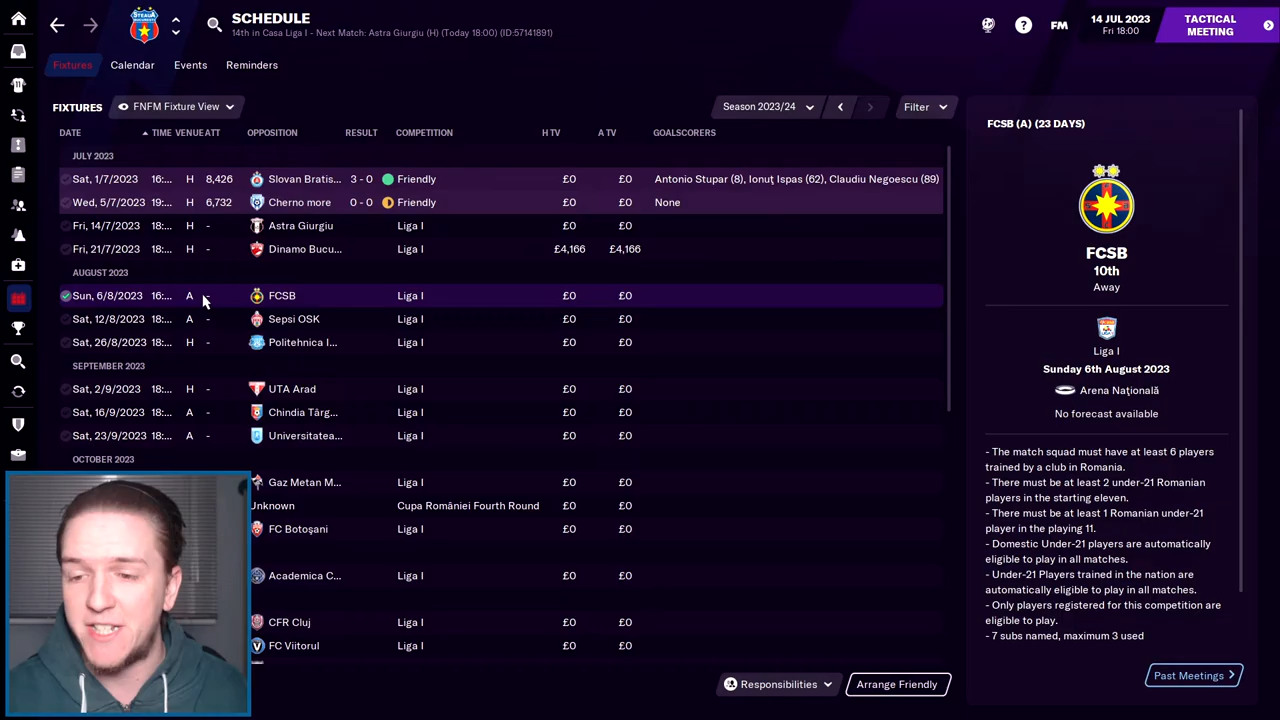 STEAUA
SCHEDULE
14th in Casa Liga I - Next Match: Astra Giurgiu (H) (Today 18:00) (ID:57141891)
? FM
14 JUL 2023
Fri 18:00
TACTICAL
MEETING
Fixtures Calendar Events Reminders
FIXTURES FNFM Fixture View Season 2023/24 Filter
DATE TIME VENUE ATT OPPOSITION RESULT COMPETITION H TV A TV GOALSCORERS
JULY 2023
Sat, 1/7/2023 16:... H 8,426 Slovan Bratis... 3 - 0 Friendly £0 £0 Antonio Stupar (8), Ionuț Ispas (62), Claudiu Negoescu (89)
Wed, 5/7/2023 19:... H 6,732 Cherno more 0 - 0 Friendly £0 £0 None
Fri, 14/7/2023 18:... H - Astra Giurgiu Liga I £0 £0
Fri, 21/7/2023 18:... H - Dinamo Bucu... Liga I £4,166 £4,166
AUGUST 2023
Sun, 6/8/2023 16:... A - FCSB Liga I £0 £0
Sat, 12/8/2023 18:... A - Sepsi OSK Liga I £0 £0
Sat, 26/8/2023 18:... H - Politehnica I... Liga I £0 £0
SEPTEMBER 2023
Sat, 2/9/2023 18:... H - UTA Arad Liga I £0 £0
Sat, 16/9/2023 18:... A - Chindia Târg... Liga I £0 £0
Sat, 23/9/2023 18:... A - Universitatea... Liga I £0 £0
OCTOBER 2023
Gaz Metan M... Liga I £0 £0
Unknown Cupa României Fourth Round £0 £0
FC Botoșani Liga I £0 £0
Academica C... Liga I £0 £0
CFR Cluj Liga I £0 £0
FC Viitorul Liga I £0 £0
Responsibilities Arrange Friendly
FCSB (A) (23 DAYS)
FCSB
10th
Away
Liga I
Sunday 6th August 2023
Arena Națională
No forecast available
- The match squad must have at least 6 players
trained by a club in Romania.
- There must be at least 2 under-21 Romanian
players in the starting eleven.
- There must be at least 1 Romanian under-21
player in the playing 11.
- Domestic Under-21 players are automatically
eligible to play in all matches.
- Under-21 Players trained in the nation are
automatically eligible to play in all matches.
- Only players registered for this competition are
eligible to play.
- 7 subs named, maximum 3 used
Past Meetings